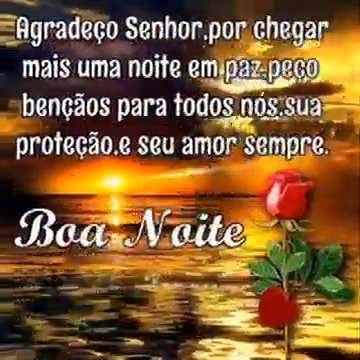 Agradeço Senhor,por chegar
mais uma noite em paz,peço
bençãos para todos nós,sua
proteção,e seu amor sempre.
Boa Noite